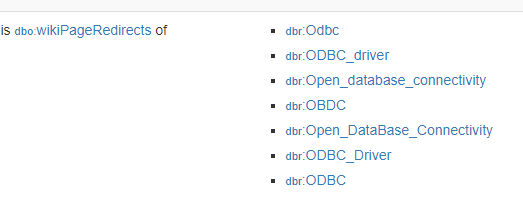 is dbo:wikiPageRedirects of
dbr:Odbc
dbr:ODBC_driver
dbr:Open_database_connectivity
dbr:OBDC
dbr:Open_DataBase_Connectivity
dbr:ODBC_Driver
dbr:ODBC